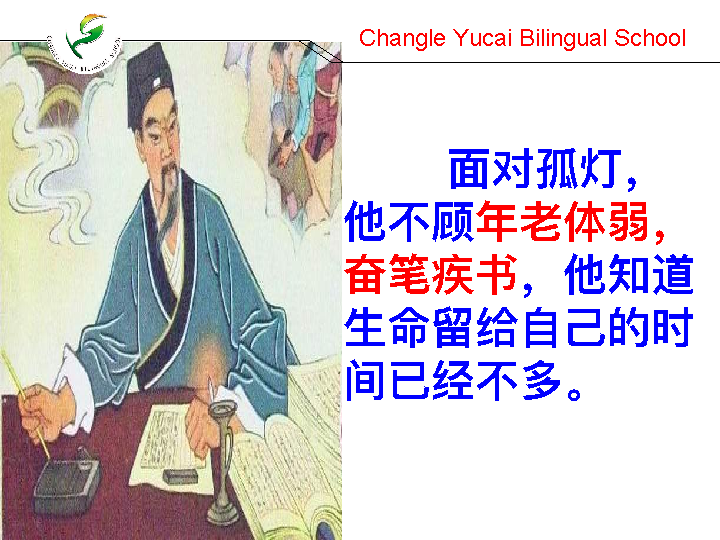 Changle Yucai Bilingual School
面对孤灯，
他不顾年老体弱，
奋笔疾书，他知道
生命留给自己的时
间已经不多。